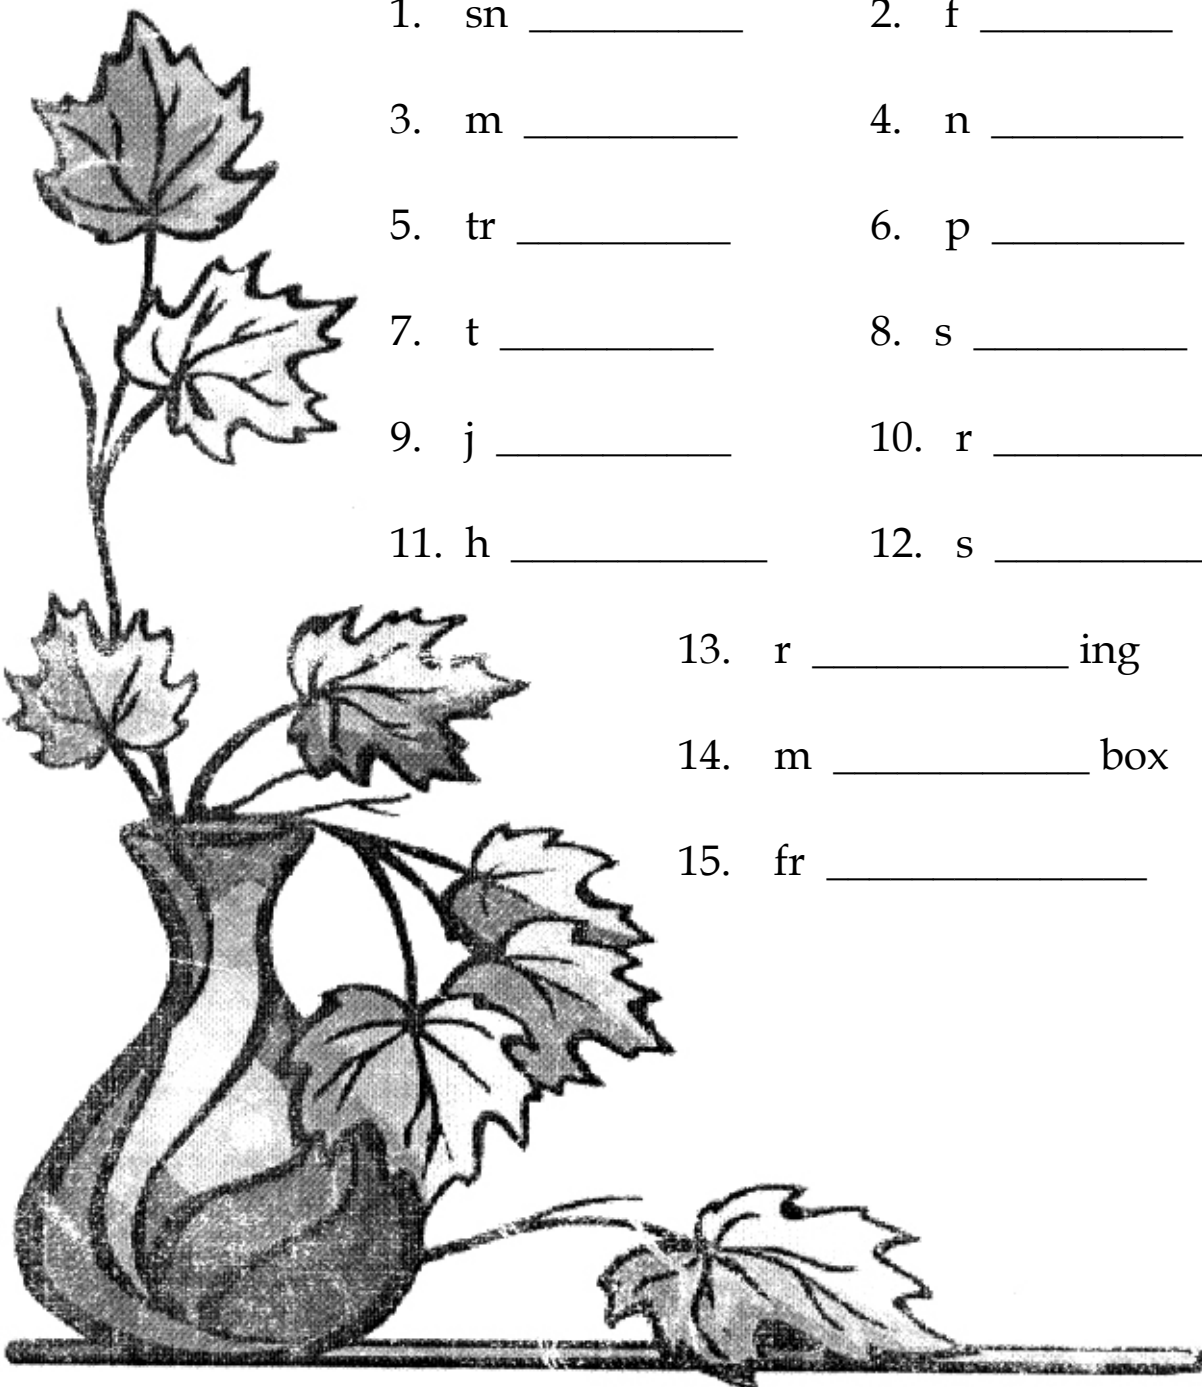 1. sn __________ 2. f _________
3. m __________ 4. n _________
5. tr __________ 6. p _________
7. t __________ 8. s __________
9. j ___________ 10. r __________
11. h ____________ 12. s __________
13. r ____________ ing
14. m ____________ box
15. fr _______________